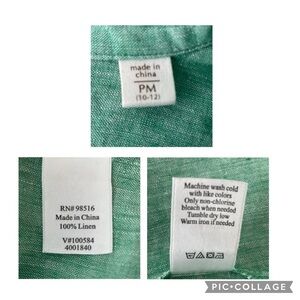 made in
china
PM
(10-12)
RN# 98516
Made in China
100% Linen
V#100584
4001840
Machine wash cold
with like colors
Only non-chlorine
bleach when needed
Tumble dry low
Warm iron if needed
PIC•COLLAGE